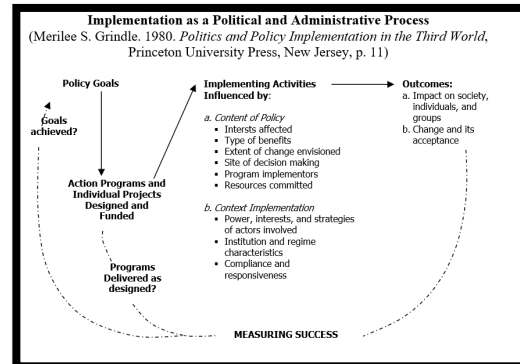 Implementation as a Political and Administrative Process
(Merilee S. Grindle. 1980. Politics and Policy Implementation in the Third World,
Princeton University Press, New Jersey, p. 11)
Policy Goals
Goals
achieved?
Action Programs and
Individual Projects
Designed and
Funded
Programs
Delivered as
designed?
Implementing Activities
Influenced by:
a. Content of Policy
▪ Intersts affected
▪ Type of benefits
▪ Extent of change envisioned
▪ Site of decision making
▪ Program implementors
▪ Resources committed
b. Context Implementation
▪ Power, interests, and strategies
of actors involved
▪ Institution and regime
characteristics
▪ Compliance and
responsiveness
Outcomes:
a. Impact on society,
individuals, and
groups
b. Change and its
acceptance
MEASURING SUCCESS